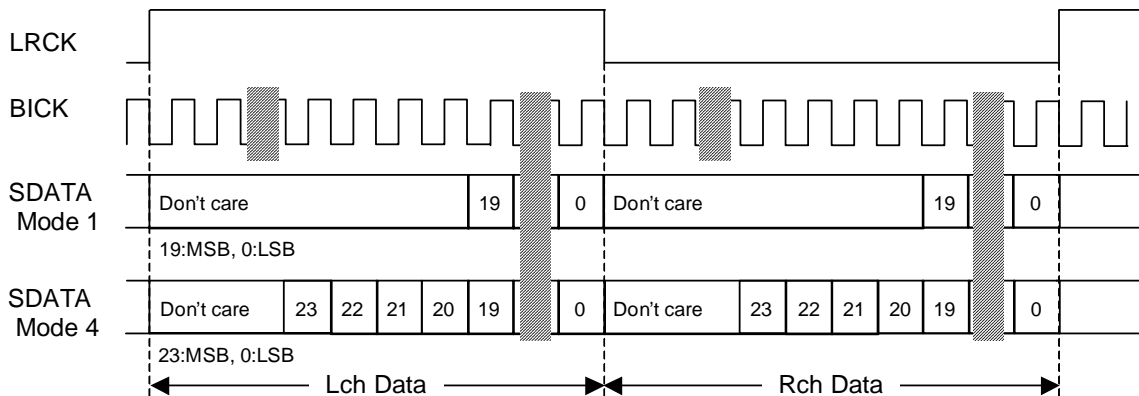 LRCK
BICK
SDATA
Mode 1
Don't care 19 0 Don't care 19 0
19:MSB, 0:LSB
SDATA
Mode 4
Don't care 23 22 21 20 19 0 Don't care 23 22 21 20 19 0
23:MSB, 0:LSB
Lch Data Rch Data